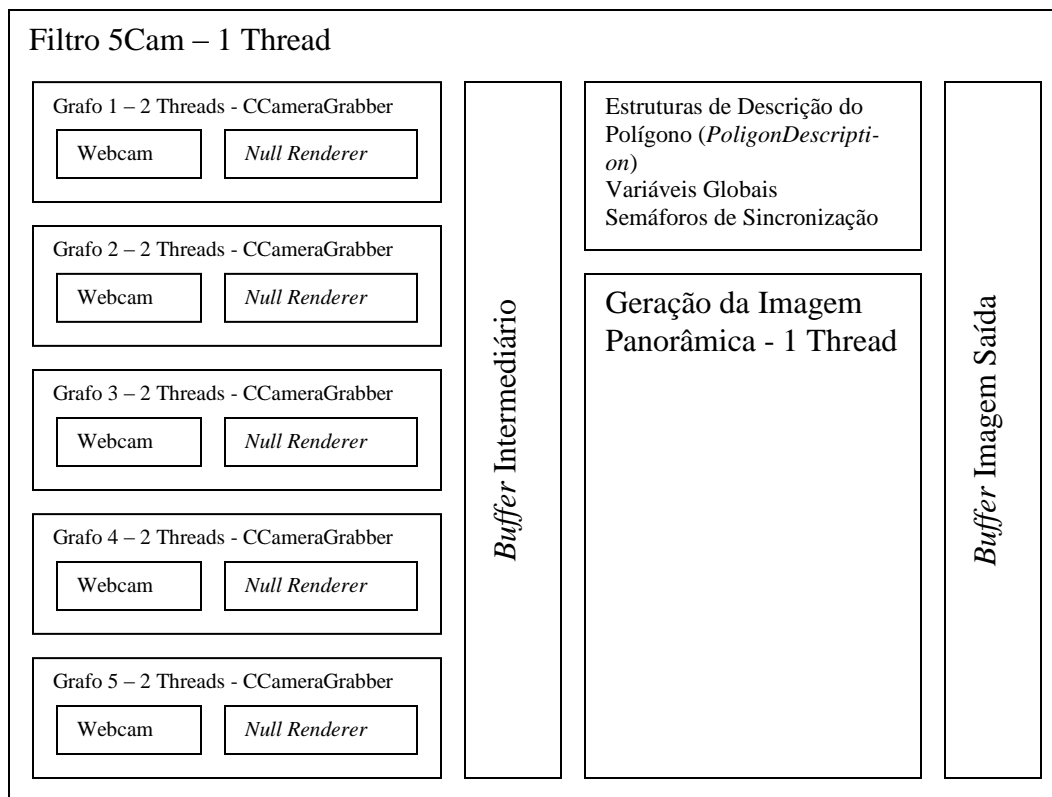 Filtro 5Cam – 1 Thread
Grafo 1 – 2 Threads - CCameraGrabber
Webcam
Null Renderer
Grafo 2 – 2 Threads - CCameraGrabber
Webcam
Null Renderer
Grafo 3 – 2 Threads - CCameraGrabber
Webcam
Null Renderer
Grafo 4 – 2 Threads - CCameraGrabber
Webcam
Null Renderer
Grafo 5 – 2 Threads - CCameraGrabber
Webcam
Null Renderer
Buffer Intermediário
Estruturas de Descrição do
Polígono (PoligonDescripti-
on)
Variáveis Globais
Semáforos de Sincronização
Geração da Imagem
Panorâmica - 1 Thread
Buffer Imagem Saída